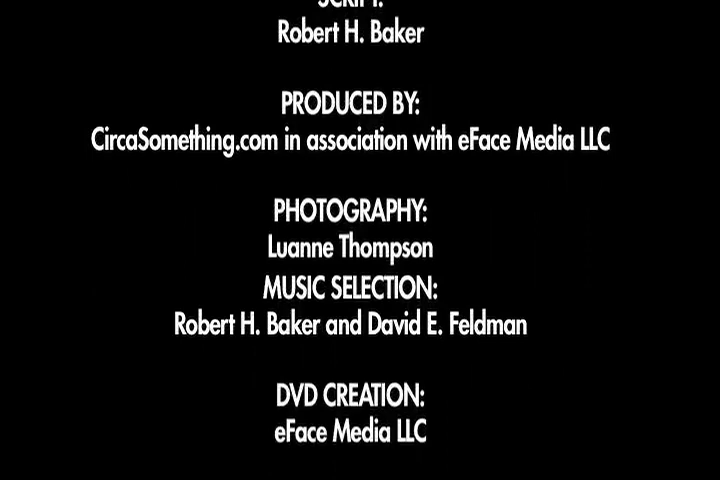 SCRIPT:
Robert H. Baker
PRODUCED BY:
CircaSomething.com in association with eFace Media LLC
PHOTOGRAPHY:
Luanne Thompson
MUSIC SELECTION:
Robert H. Baker and David E. Feldman
DVD CREATION:
eFace Media LLC